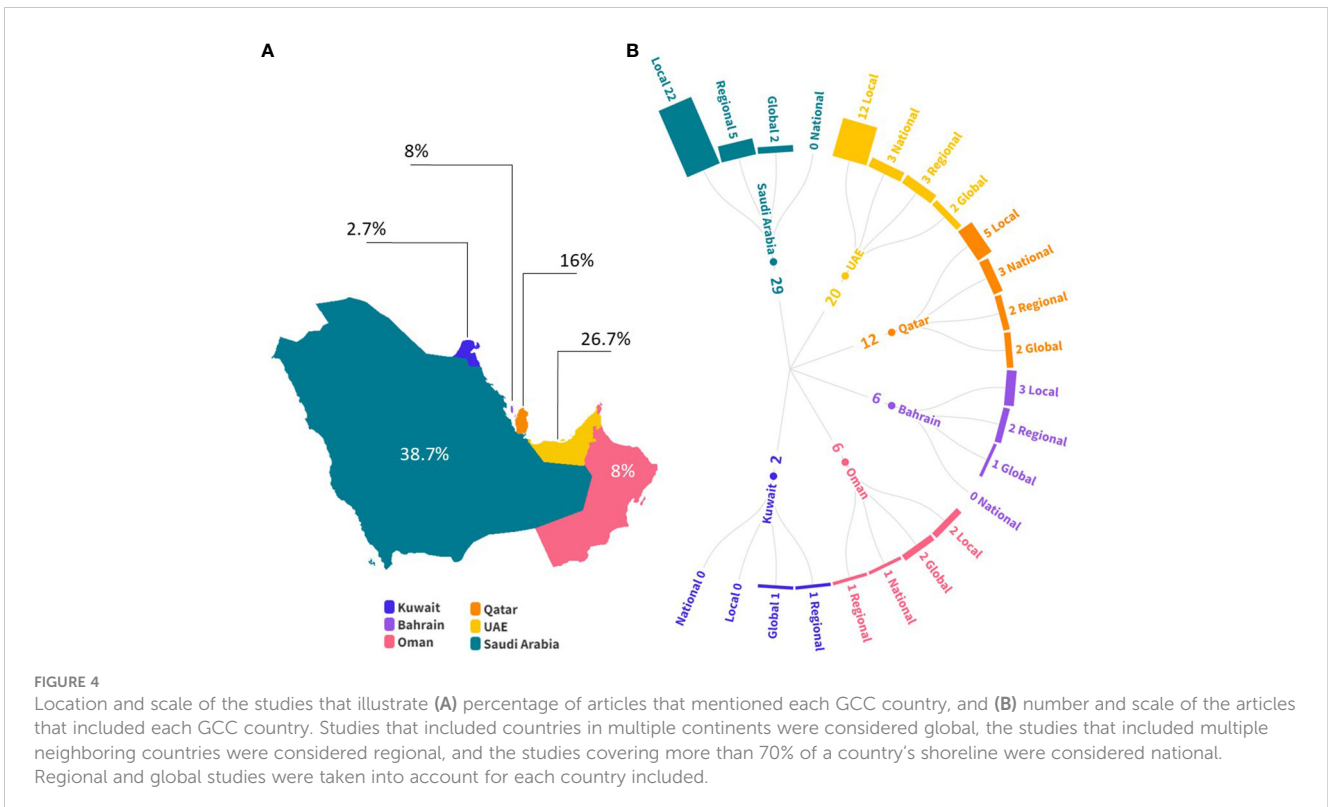 A
B
8%
2.7%
16%
26.7%
38.7%
8%
Kuwait
Bahrain
Oman
Qatar
UAE
Saudi Arabia
Local 22
Regional 5
Global 2
0 National
Saudi Arabia
29
12 Local
3 National
3 Regional
2 Global
20 UAE
5 Local
3 National
2 Regional
2 Global
12 Qatar
3 Local
2 Regional
1 Global
0 National
6 Bahrain
2 Local
2 Global
1 National
1 Regional
6 Oman
1 Regional
Global 1
Local 0
National 0
Kuwait 2
FIGURE 4
Location and scale of the studies that illustrate (A) percentage of articles that mentioned each GCC country, and (B) number and scale of the articles
that included each GCC country. Studies that included countries in multiple continents were considered global, the studies that included multiple
neighboring countries were considered regional, and the studies covering more than 70% of a country's shoreline were considered national.
Regional and global studies were taken into account for each country included.